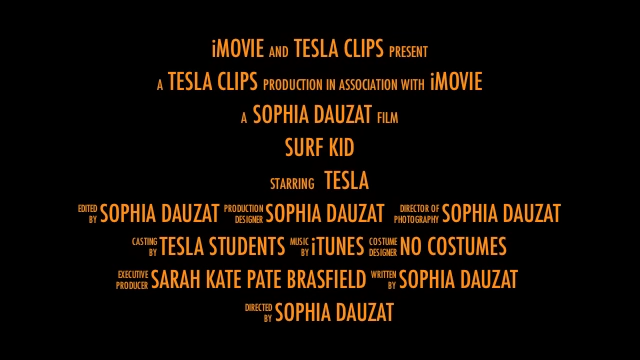 iMOVIE AND TESLA CLIPS PRESENT
A TESLA CLIPS PRODUCTION IN ASSOCIATION WITH iMOVIE
A SOPHIA DAUZAT FILM
SURF KID
STARRING TESLA
EDITED BY SOPHIA DAUZAT PRODUCTION DESIGNER SOPHIA DAUZAT DIRECTOR OF PHOTOGRAPHY SOPHIA DAUZAT
CASTING BY TESLA STUDENTS MUSIC BY iTUNES COSTUME DESIGNER NO COSTUMES
EXECUTIVE PRODUCER SARAH KATE PATE BRASFIELD WRITTEN BY SOPHIA DAUZAT
DIRECTED BY SOPHIA DAUZAT